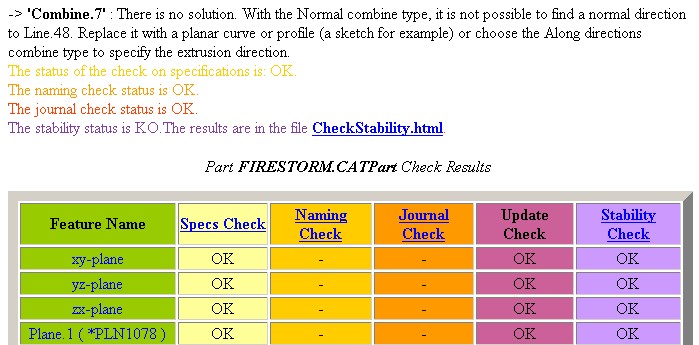 -> 'Combine.7' : There is no solution. With the Normal combine type, it is not possible to find a normal direction
to Line.48. Replace it with a planar curve or profile (a sketch for example) or choose the Along directions
combine type to specify the extrusion direction.
The status of the check on specifications is: OK.
The naming check status is OK.
The journal check status is OK.
The stability status is KO.The results are in the file CheckStability.html.
Part FIRESTORM.CATPart Check Results
Feature Name Specs Check Naming Check Journal Check Update Check Stability Check
xy-plane OK - - OK OK
yz-plane OK - - OK OK
zx-plane OK - - OK OK
Plane.1 ( *PLN1078 ) OK - - OK OK